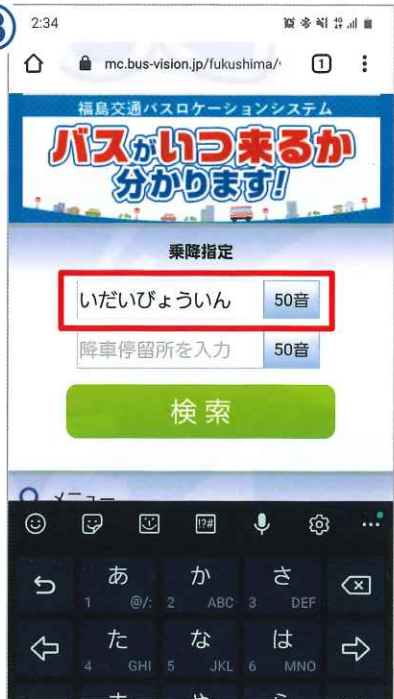 ③
2:34
mc.bus-vision.jp/fukushima/
1
福島交通バスロケーションシステム
バスがいつ来るか
分かります!
乗降指定
いだいびょういん 50音
降車停留所を入力 50音
検索
メニュー
!?#
あ か さ
1 @/: 2 ABC 3 DEF
た な は
4 GHI 5 JKL 6 MNO